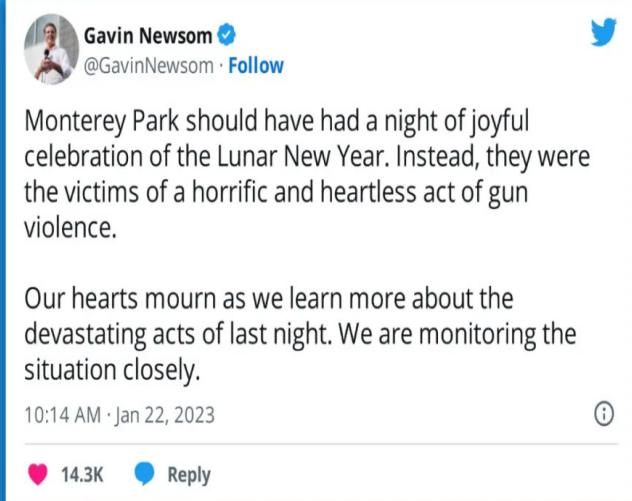 Gavin Newsom
@GavinNewsom · Follow
Monterey Park should have had a night of joyful
celebration of the Lunar New Year. Instead, they were
the victims of a horrific and heartless act of gun
violence.
Our hearts mourn as we learn more about the
devastating acts of last night. We are monitoring the
situation closely.
10:14 AM · Jan 22, 2023
14.3K Reply